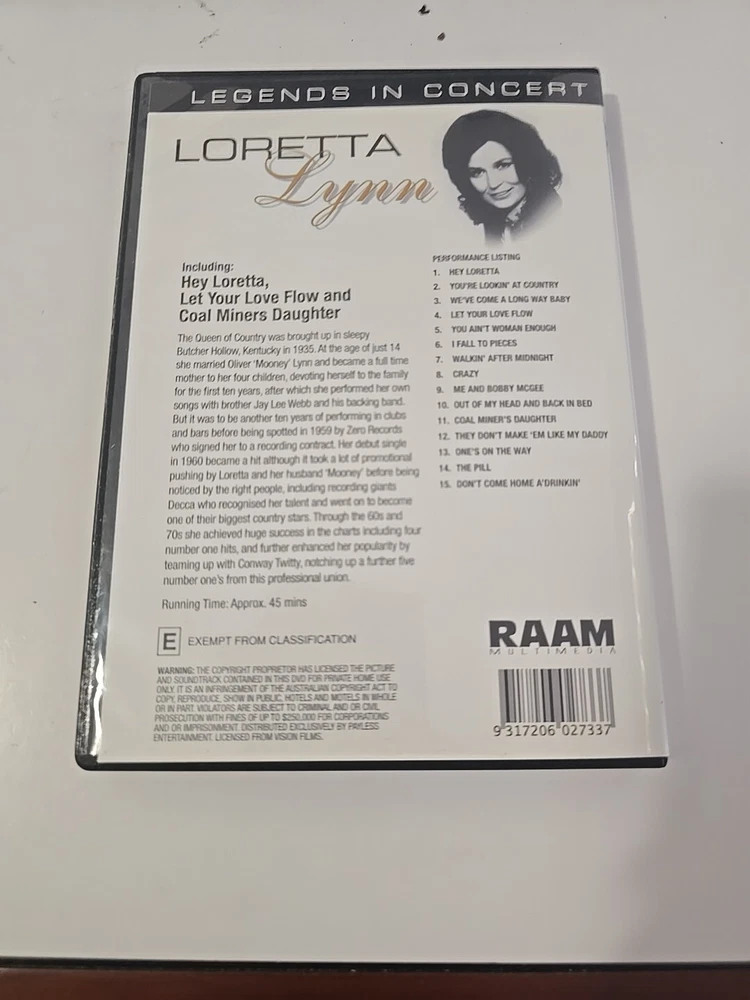 LEGENDS IN CONCERT
LORETTA
Lynn
Including:
Hey Loretta,
Let Your Love Flow and
Coal Miners Daughter
The Queen of Country was brought up in sleepy
Butcher Hollow, Kentucky in 1935. At the age of just 14
she married Oliver 'Mooney' Lynn and became a full time
mother to her four children, devoting herself to the family
for the first ten years, after which she performed her own
songs with brother Jay Lee Webb and his backing band.
But it was to be another ten years of performing in clubs
and bars before being spotted in 1959 by Zero Records
who signed her to a recording contract. Her debut single
in 1960 became a hit although it took a lot of promotional
pushing by Loretta and her husband 'Mooney' before being
noticed by the right people, including recording giants
Decca who recognised her talent and went on to become
one of their biggest country stars. Through the 60s and
70s she achieved huge success in the charts including four
number one hits, and further enhanced her popularity by
teaming up with Conway Twitty, notching up a further five
number one's from this professional union.
Running Time: Approx. 45 mins
E EXEMPT FROM CLASSIFICATION
WARNING: THE COPYRIGHT PROPRIETOR HAS LICENSED THE PICTURE
AND SOUNDTRACK CONTAINED IN THIS DVD FOR PRIVATE HOME USE
ONLY. IT IS AN INFRINGEMENT OF THE AUSTRALIAN COPYRIGHT ACT TO
COPY, REPRODUCE, SHOW IN PUBLIC, HOTELS AND MOTELS IN WHOLE
OR IN PART. VIOLATORS ARE SUBJECT TO CRIMINAL AND OR CIVIL
PROSECUTION WITH FINES OF UP TO $250,000 FOR CORPORATIONS
AND OR IMPRISONMENT. DISTRIBUTED EXCLUSIVELY BY PAYLESS
ENTERTAINMENT. LICENSED FROM VISION FILMS.
PERFORMANCE LISTING
1. HEY LORETTA
2. YOU'RE LOOKIN' AT COUNTRY
3. WE'VE COME A LONG WAY BABY
4. LET YOUR LOVE FLOW
5. YOU AIN'T WOMAN ENOUGH
6. I FALL TO PIECES
7. WALKIN' AFTER MIDNIGHT
8. CRAZY
9. ME AND BOBBY MCGEE
10. OUT OF MY HEAD AND BACK IN BED
11. COAL MINER'S DAUGHTER
12. THEY DON'T MAKE 'EM LIKE MY DADDY
13. ONE'S ON THE WAY
14. THE PILL
15. DON'T COME HOME A'DRINKIN'
RAAM
MULTIMEDIA
9 317206 027337